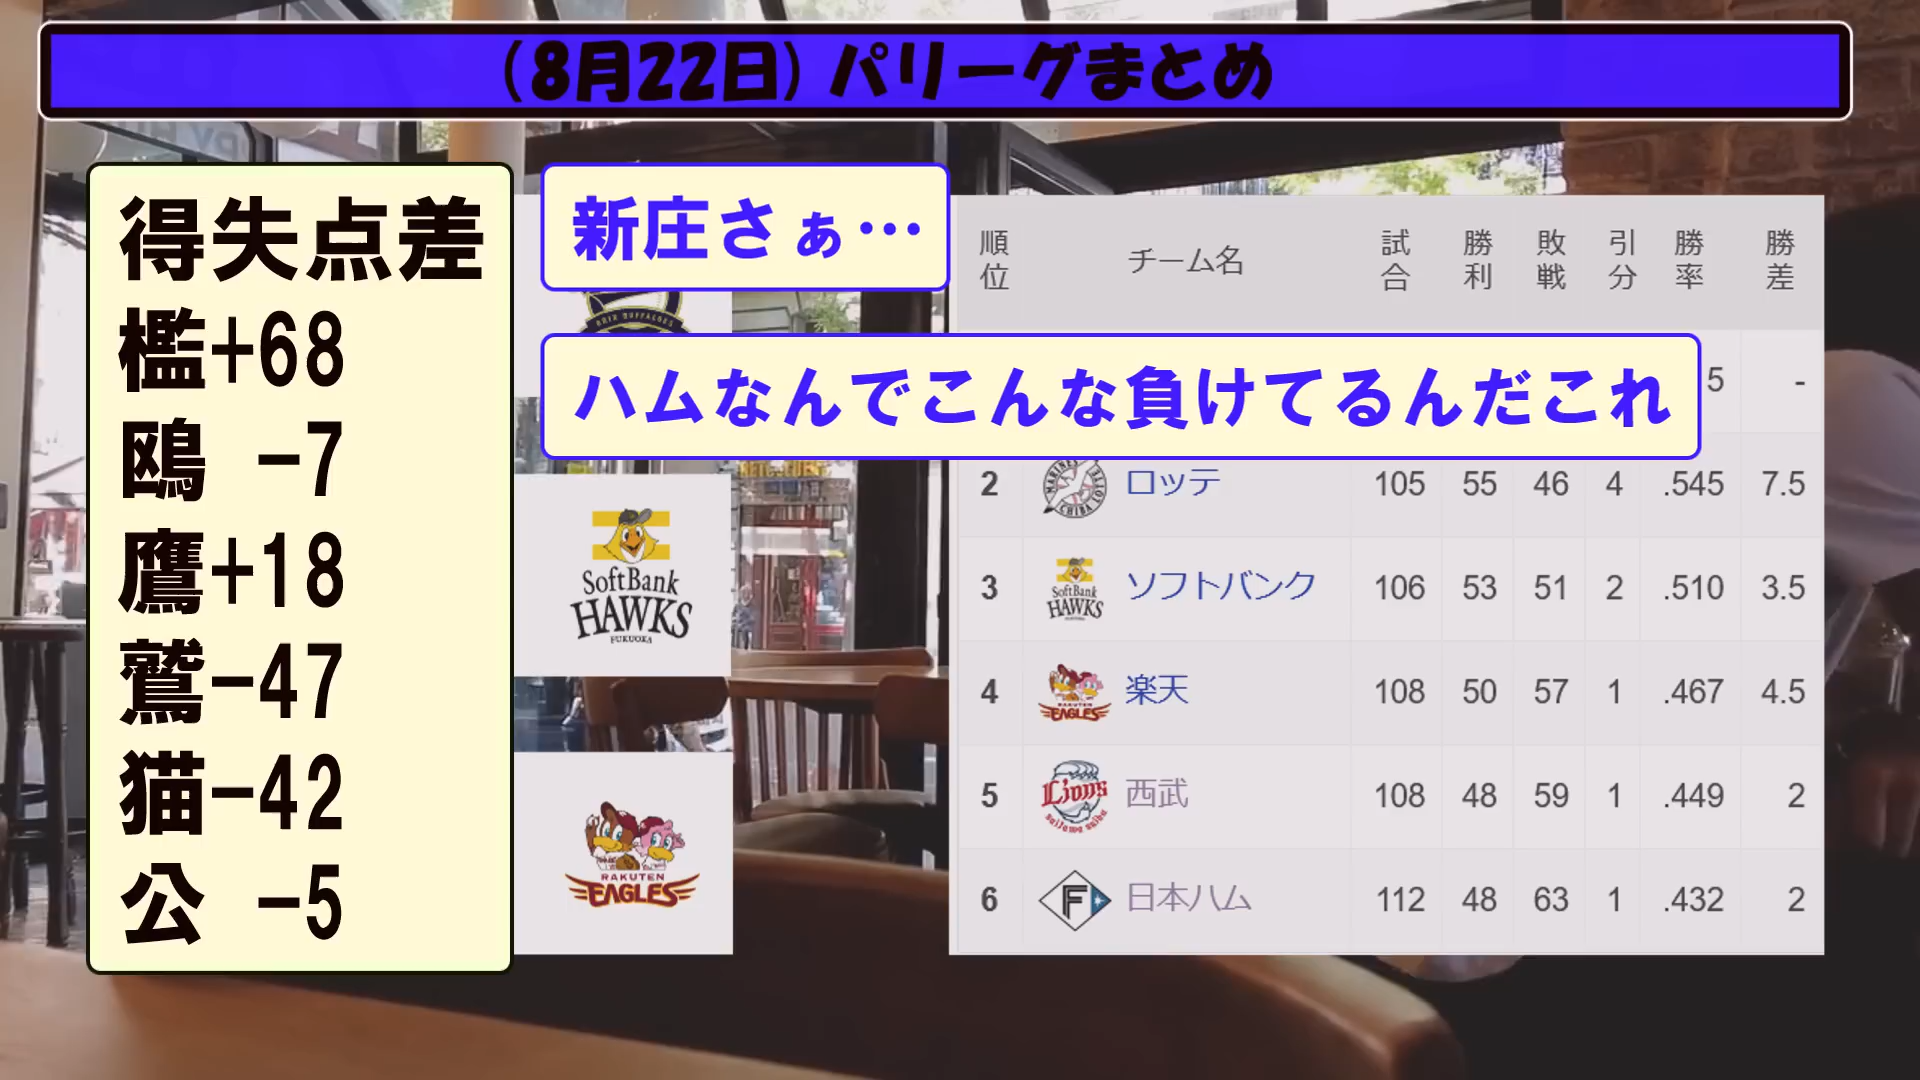 (8月22日) パリーグまとめ
得失点差
檻+68
鴎 -7
鷹+18
鷲-47
猫-42
公 -5
新庄さぁ…
ハムなんでこんな負けてるんだこれ
ORIX BUFFALOES
SoftBank
HAWKS
FUKUOKA
RAKUTEN
EAGLES
順位 チーム名 試合 勝利 敗戦 引分 勝率 勝差
5 -
2 ロッテ 105 55 46 4 .545 7.5
3 ソフトバンク 106 53 51 2 .510 3.5
4 楽天 108 50 57 1 .467 4.5
5 西武 108 48 59 1 .449 2
6 日本ハム 112 48 63 1 .432 2